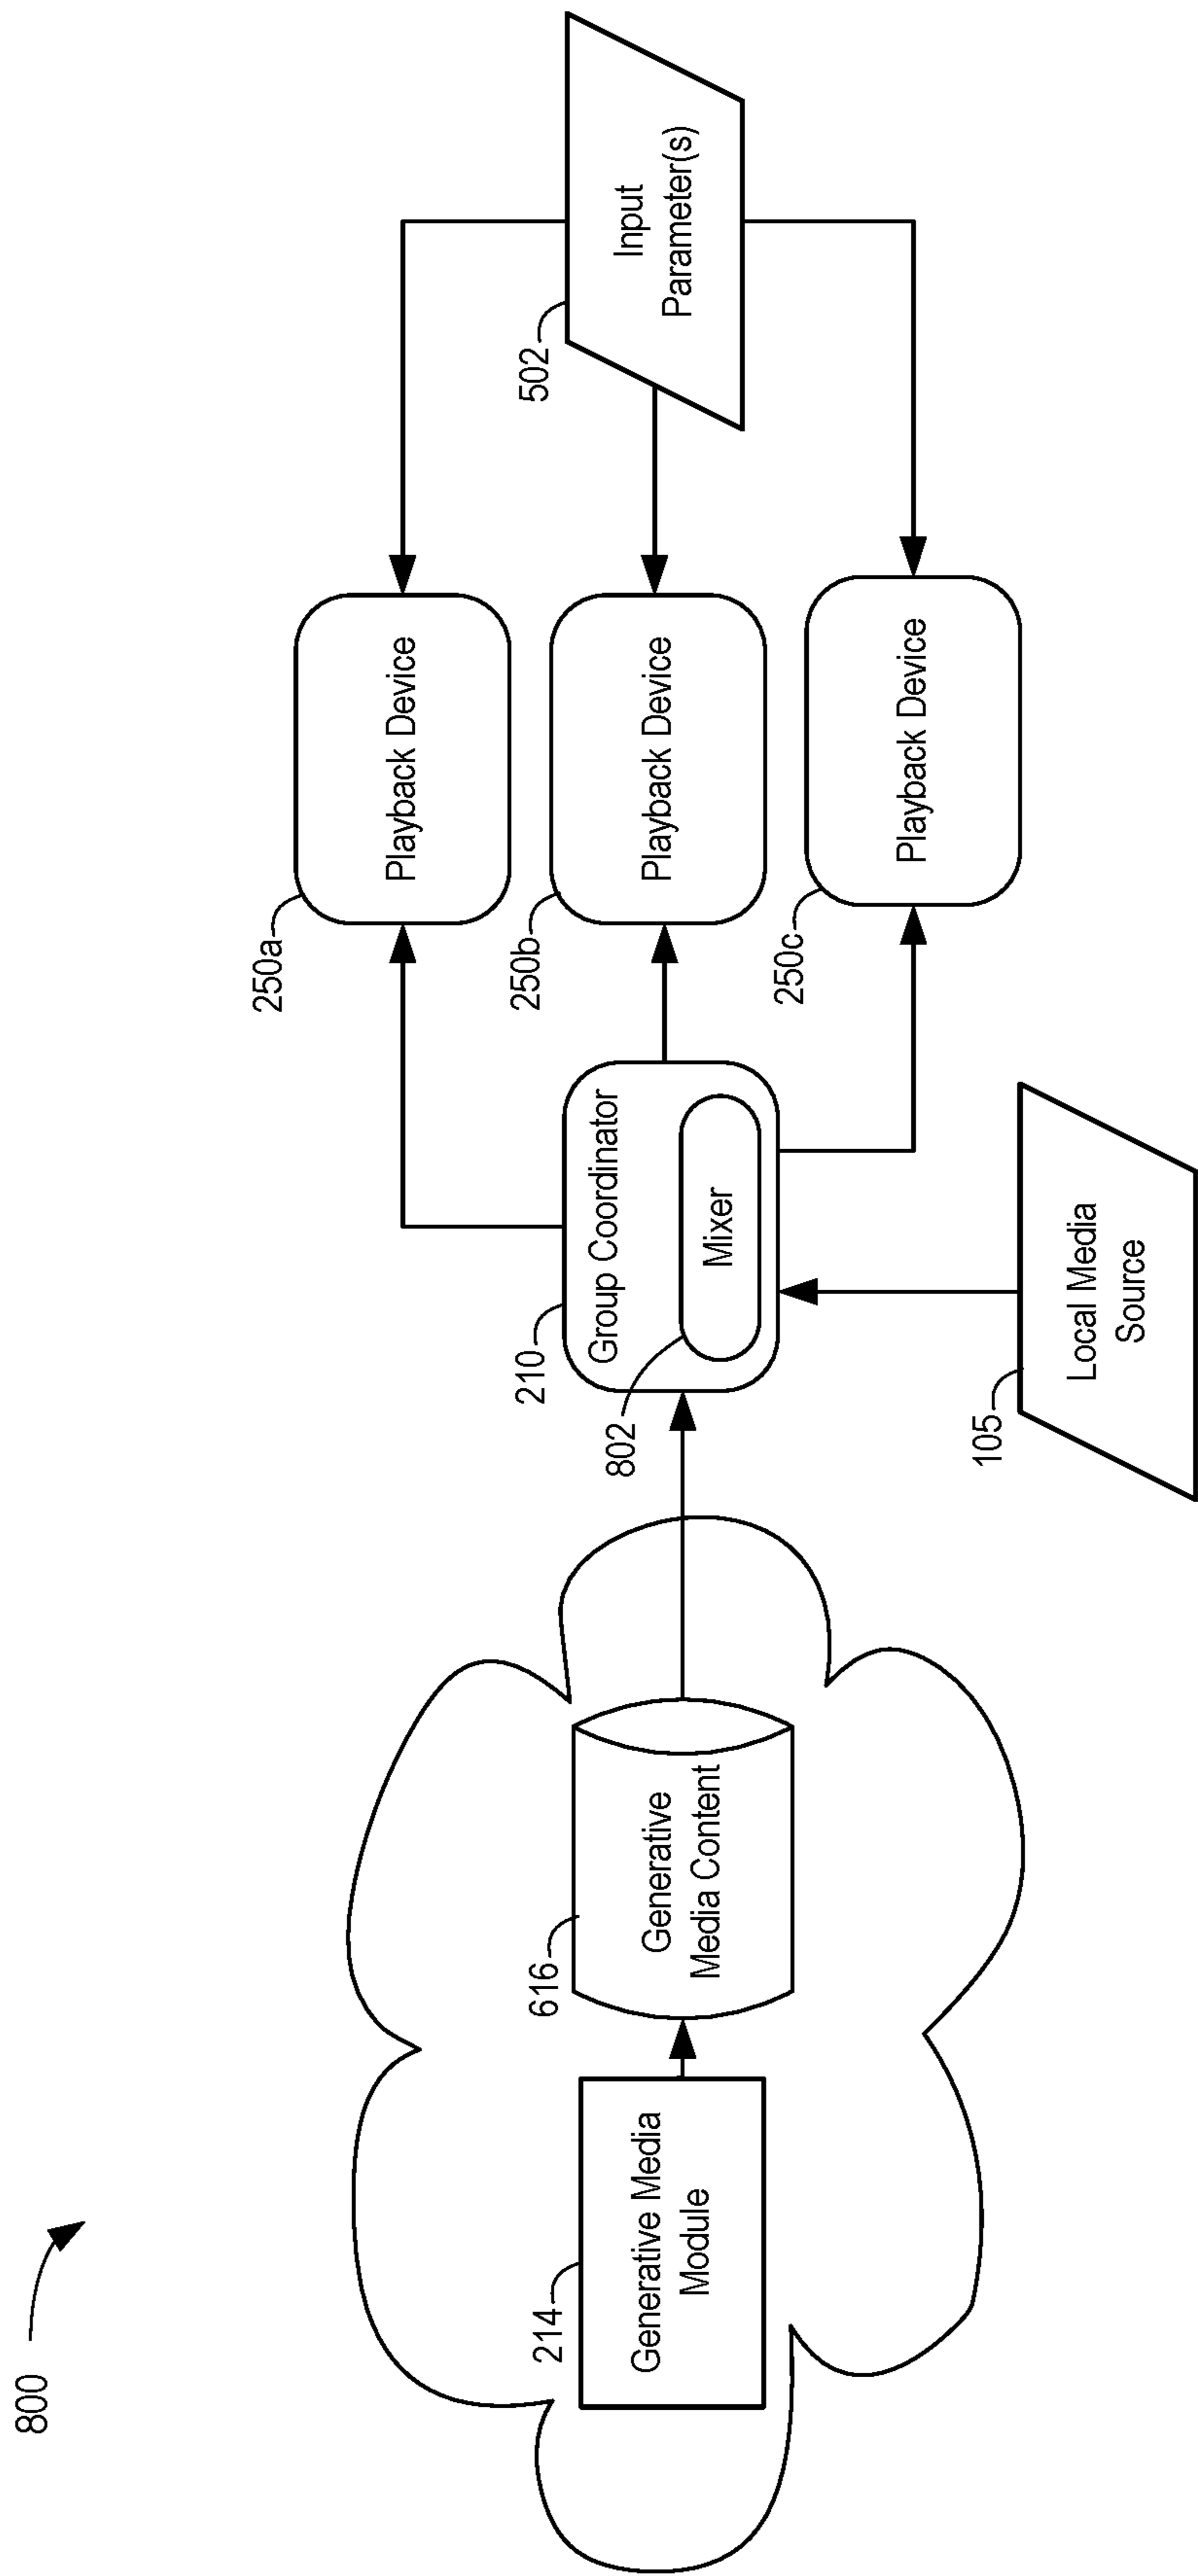 800
214
Generative Media
Module
616
Generative
Media Content
210
Group Coordinator
802
Mixer
105
Local Media
Source
250a
Playback Device
250b
Playback Device
250c
Playback Device
502
Input
Parameter(s)